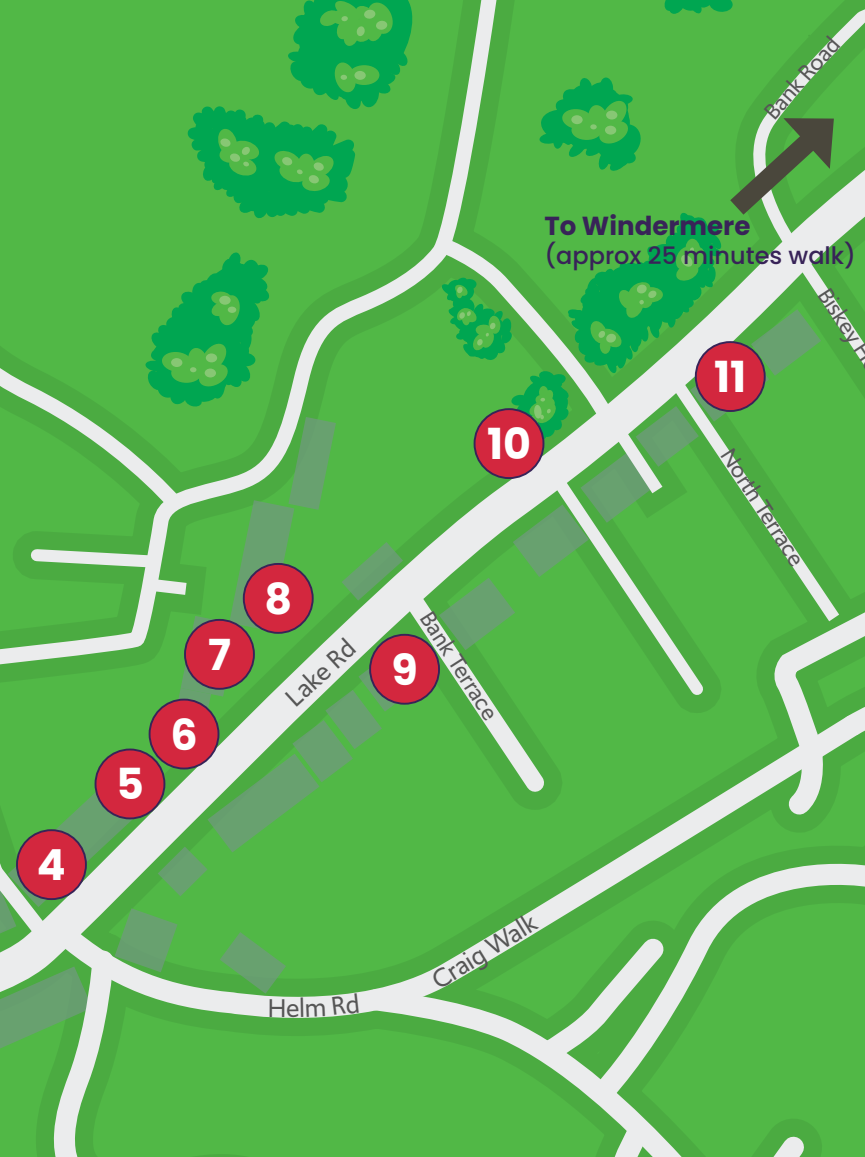 Bank Road
To Windermere
(approx 25 minutes walk)
Biskey
11
10
North Terrace
8
7
Lake Rd
9
Bank Terrace
6
5
4
Craig Walk
Helm Rd